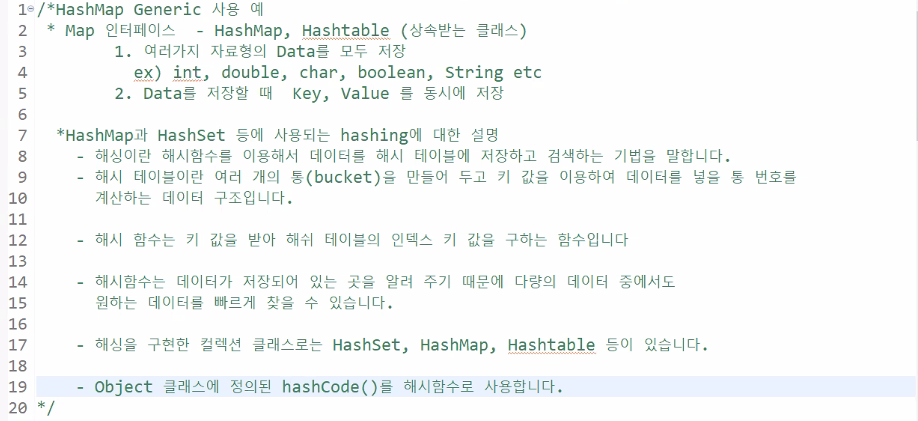 1 /*HashMap Generic 사용 예
2 * Map 인터페이스 - HashMap, Hashtable (상속받는 클래스)
3 1. 여러가지 자료형의 Data를 모두 저장
4 ex) int, double, char, boolean, String etc
5 2. Data를 저장할 때 Key, Value 를 동시에 저장
6
7 *HashMap과 HashSet 등에 사용되는 hashing에 대한 설명
8 - 해싱이란 해시함수를 이용해서 데이터를 해시 테이블에 저장하고 검색하는 기법을 말합니다.
9 - 해시 테이블이란 여러 개의 통(bucket)을 만들어 두고 키 값을 이용하여 데이터를 넣을 통 번호를
10 계산하는 데이터 구조입니다.
11
12 - 해시 함수는 키 값을 받아 해쉬 테이블의 인덱스 키 값을 구하는 함수입니다
13
14 - 해시함수는 데이터가 저장되어 있는 곳을 알려 주기 때문에 다량의 데이터 중에서도
15 원하는 데이터를 빠르게 찾을 수 있습니다.
16
17 - 해싱을 구현한 컬렉션 클래스로는 HashSet, HashMap, Hashtable 등이 있습니다.
18
19 - Object 클래스에 정의된 hashCode()를 해시함수로 사용합니다.
20 */